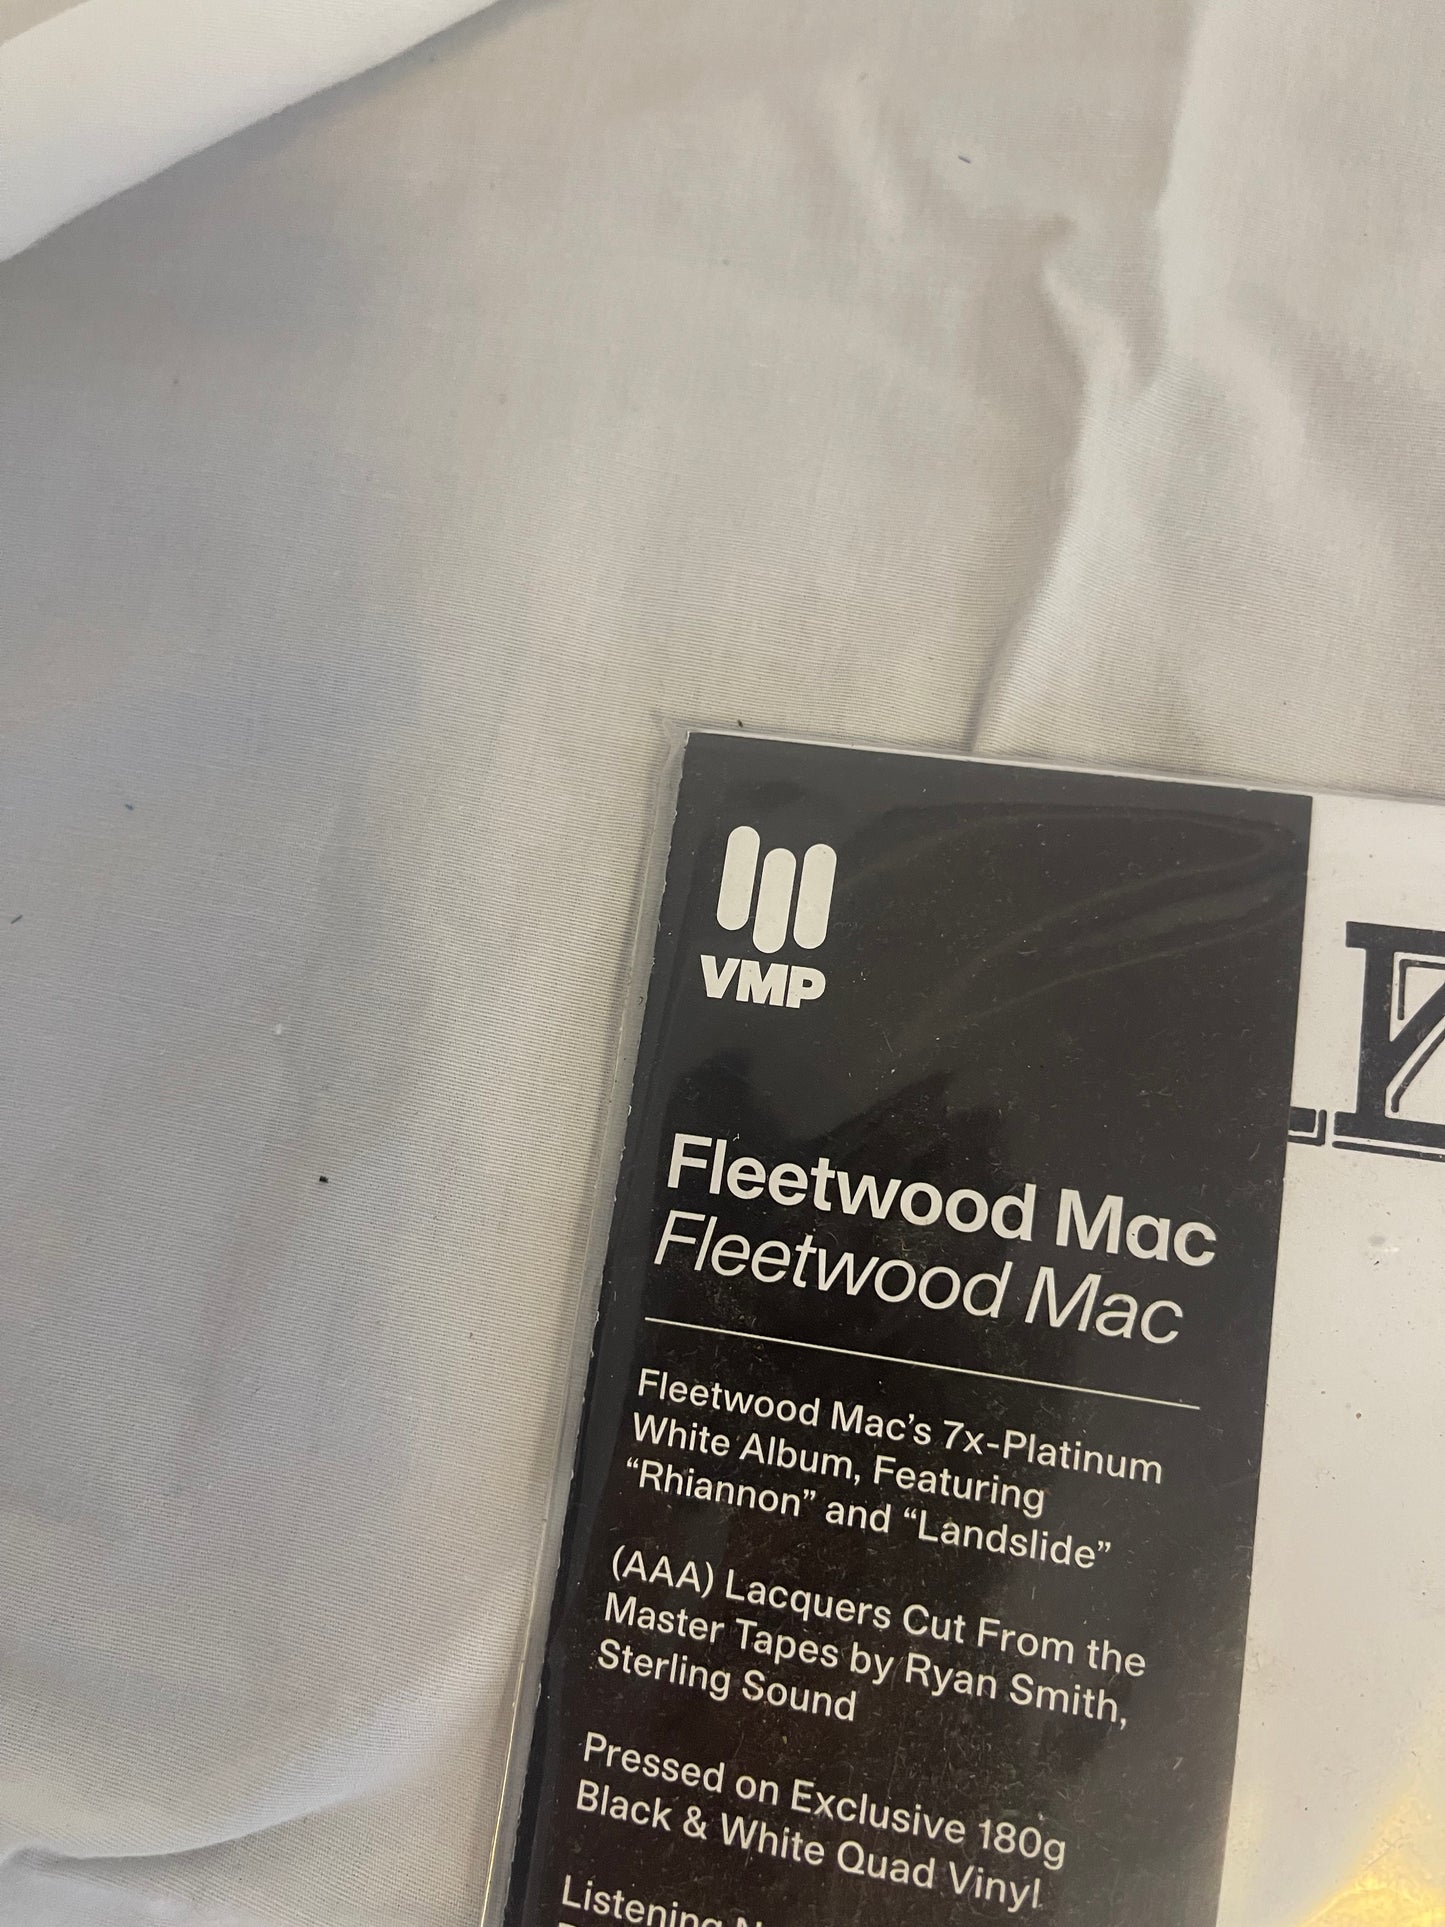 VMP
Fleetwood Mac
Fleetwood Mac
Fleetwood Mac’s 7x-Platinum
White Album, Featuring
“Rhiannon” and “Landslide”
(AAA) Lacquers Cut From the
Master Tapes by Ryan Smith,
Sterling Sound
Pressed on Exclusive 180g
Black & White Quad Vinyl
Listening